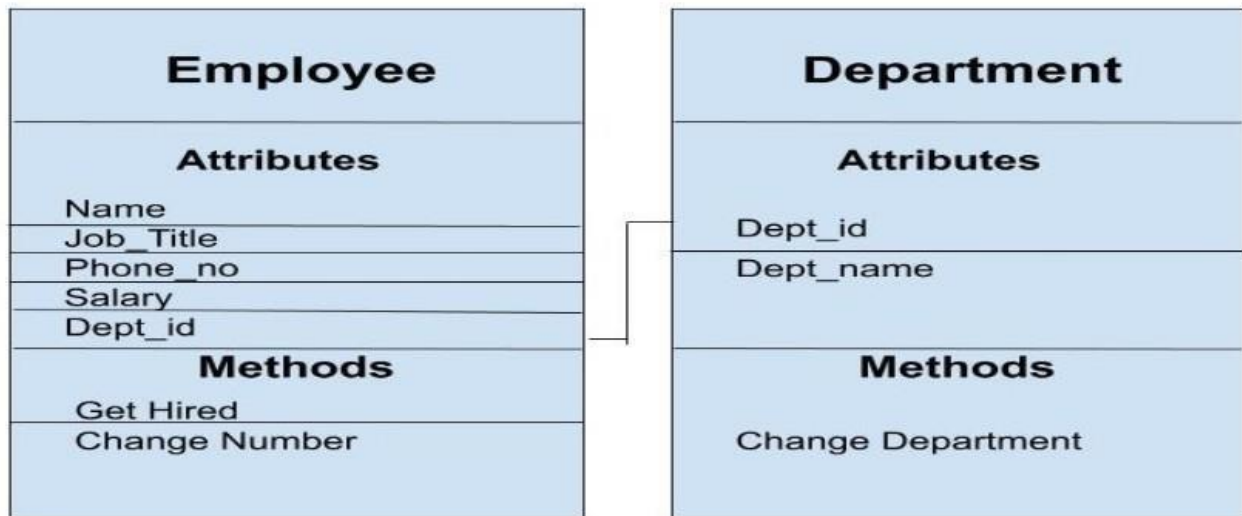 Employee
Attributes
Name
Job_Title
Phone_no
Salary
Dept_id
Methods
Get Hired
Change Number
Department
Attributes
Dept_id
Dept_name
Methods
Change Department